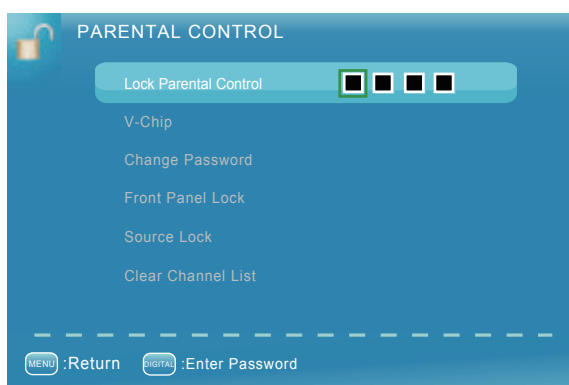 PARENTAL CONTROL
Lock Parental Control
V-Chip
Change Password
Front Panel Lock
Source Lock
Clear Channel List
MENU :Return DIGITAL :Enter Password